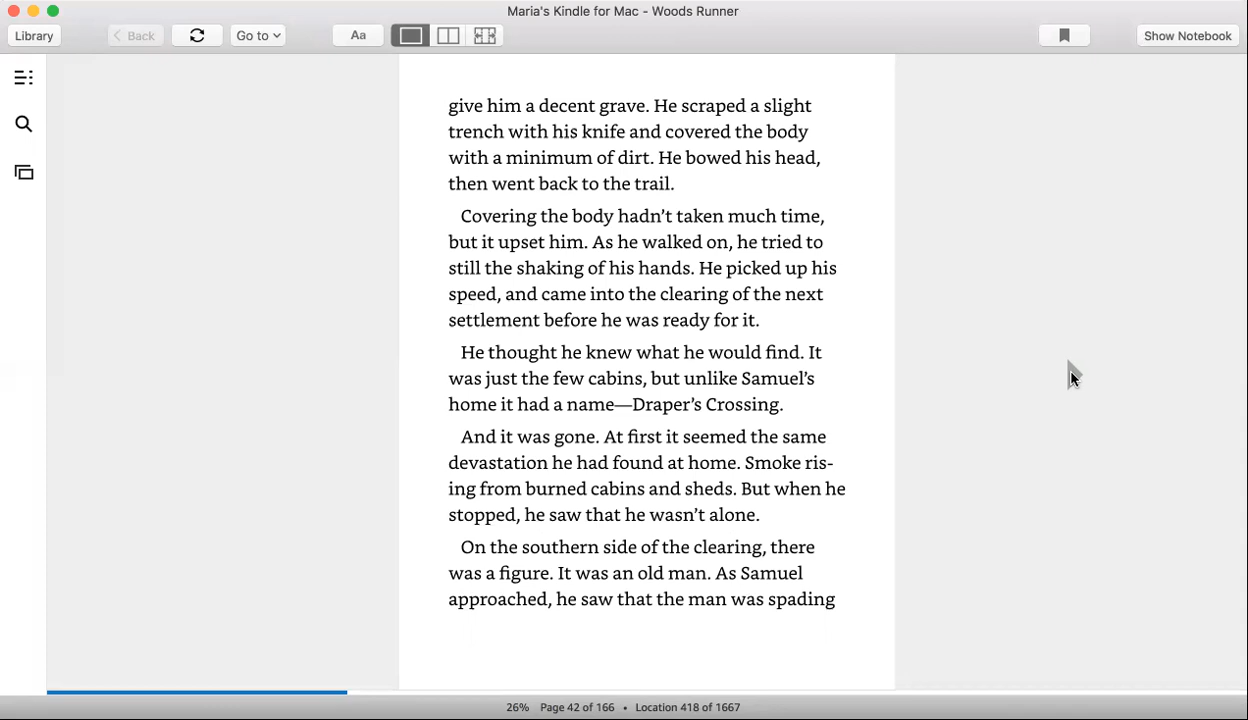 Maria's Kindle for Mac - Woods Runner
Library
Back
Go to
Aa
Show Notebook
give him a decent grave. He scraped a slight
trench with his knife and covered the body
with a minimum of dirt. He bowed his head,
then went back to the trail.
Covering the body hadn’t taken much time,
but it upset him. As he walked on, he tried to
still the shaking of his hands. He picked up his
speed, and came into the clearing of the next
settlement before he was ready for it.
He thought he knew what he would find. It
was just the few cabins, but unlike Samuel’s
home it had a name—Draper’s Crossing.
And it was gone. At first it seemed the same
devastation he had found at home. Smoke ris-
ing from burned cabins and sheds. But when he
stopped, he saw that he wasn’t alone.
On the southern side of the clearing, there
was a figure. It was an old man. As Samuel
approached, he saw that the man was spading
26% Page 42 of 166 • Location 418 of 1667